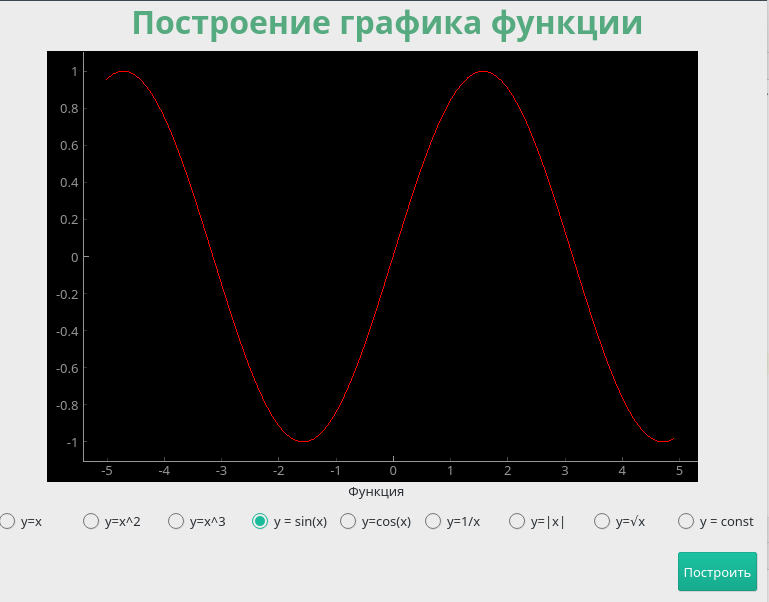 Построение графика функции
1
0.8
0.6
0.4
0.2
0
-0.2
-0.4
-0.6
-0.8
-1
-5 -4 -3 -2 -1 0 1 2 3 4 5
Функция
y=x y=x^2 y=x^3 y = sin(x) y=cos(x) y=1/x y=|x| y=√x y = const
Построить